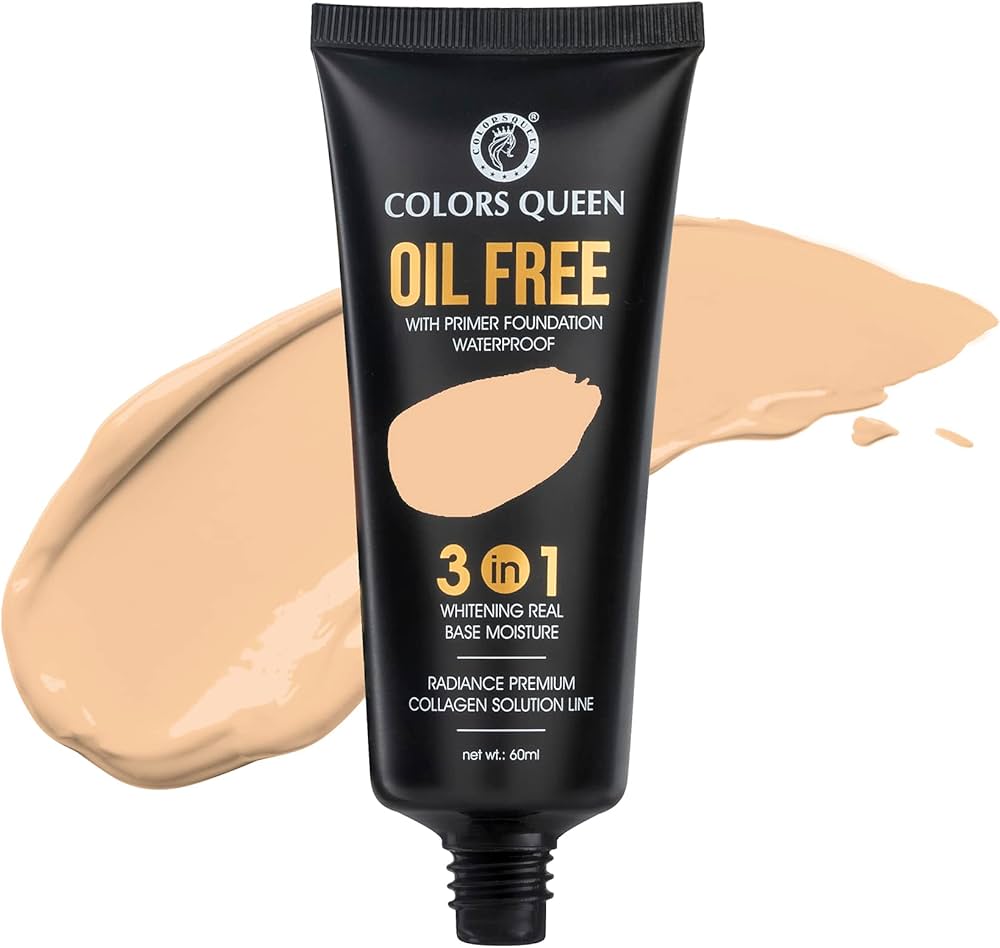 COLORSQUEEN
®
COLORS QUEEN
OIL FREE
WITH PRIMER FOUNDATION
WATERPROOF
3 in 1
WHITENING REAL
BASE MOISTURE
RADIANCE PREMIUM
COLLAGEN SOLUTION LINE
net wt.: 60ml